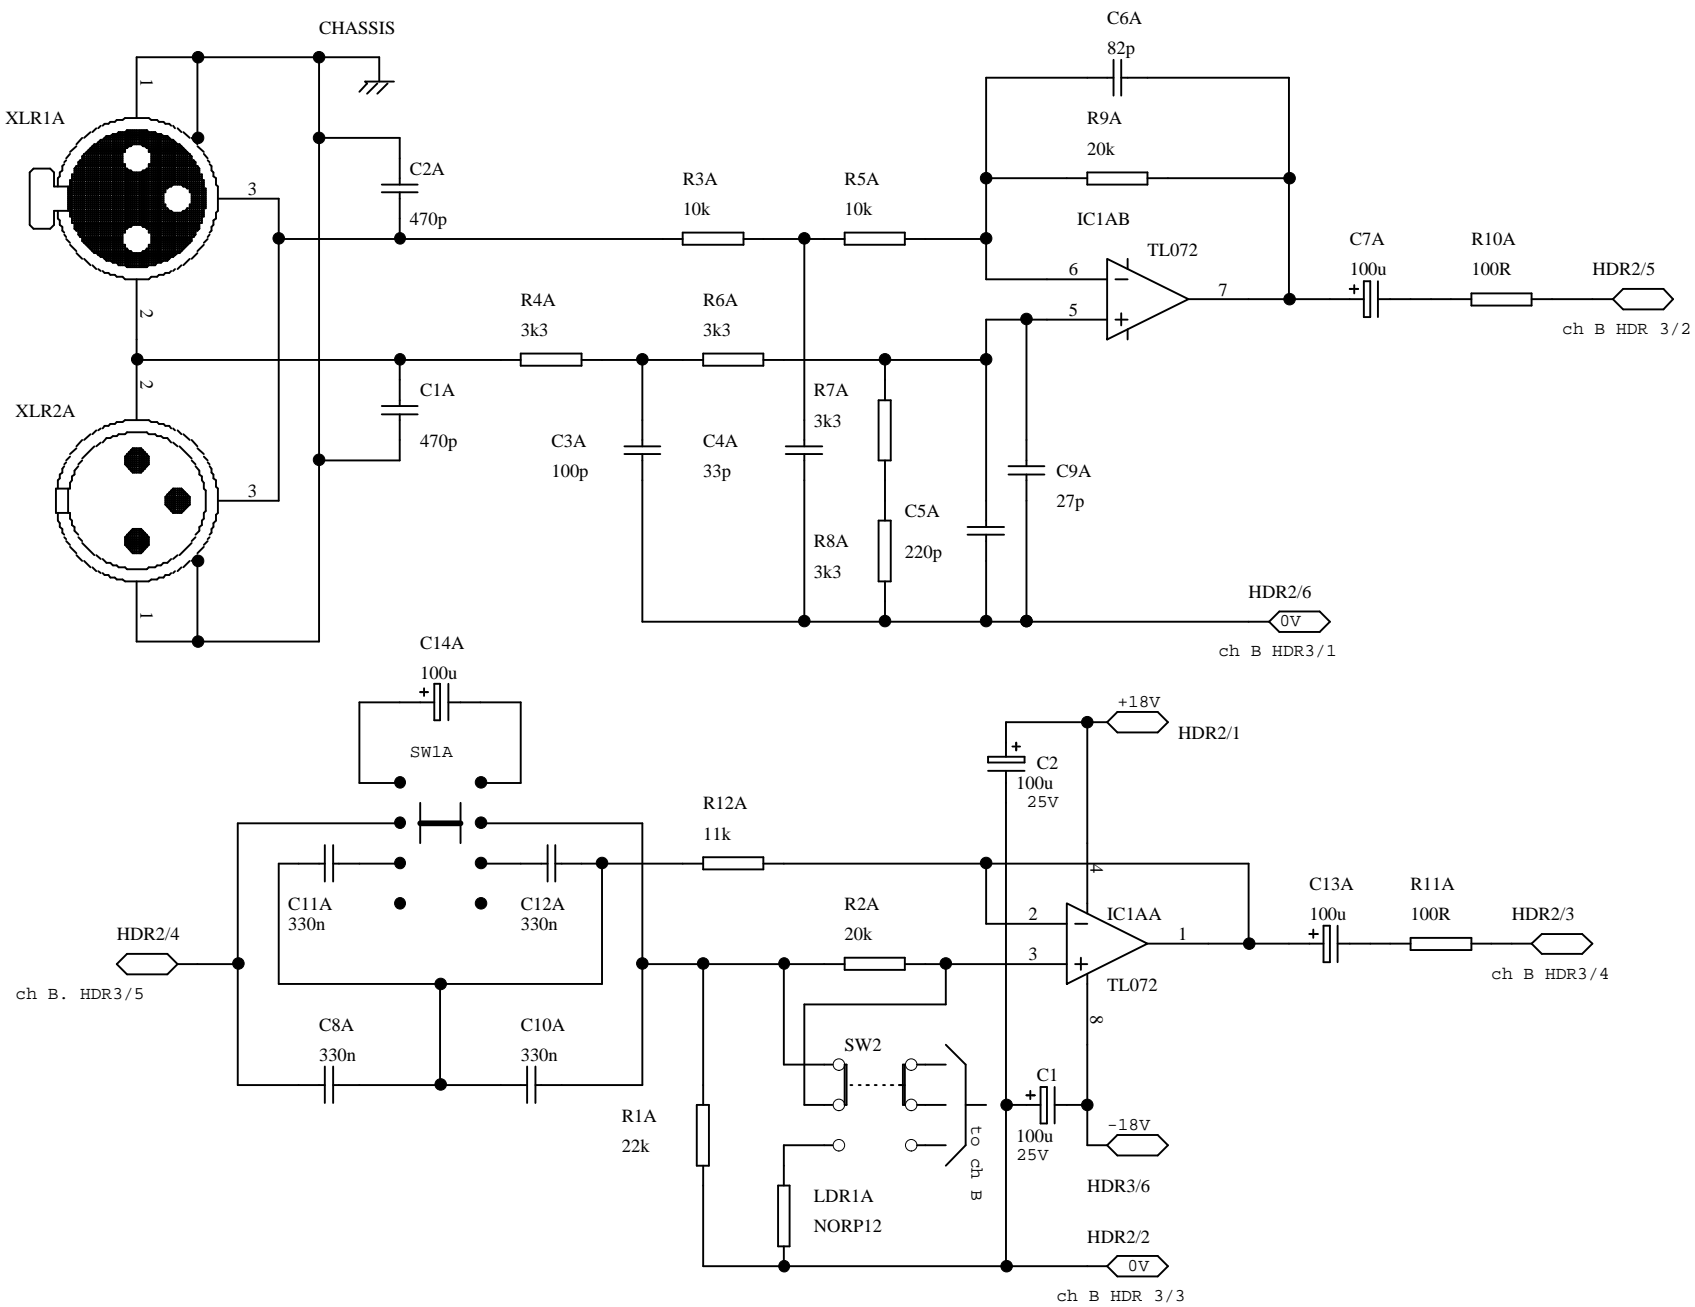 CHASSIS
C6A
82p
1
XLR1A
R9A
20k
C2A
470p
3
R3A
10k
R5A
10k
IC1AB
TL072
C7A
100u
+
R10A
100R
HDR2/5
ch B HDR 3/2
6
5
7
−
+
2
R4A
3k3
R6A
3k3
2
XLR2A
C1A
470p
3
1
C3A
100p
C4A
33p
R7A
3k3
R8A
3k3
C5A
220p
C9A
27p
HDR2/6
0V
ch B HDR3/1
C14A
100u
+
SW1A
+18V
HDR2/1
+
C2
100u
25V
R12A
11k
C11A
330n
C12A
330n
HDR2/4
ch B. HDR3/5
C8A
330n
C10A
330n
R2A
20k
4
2
3
−
+
IC1AA
TL072
1
8
C13A
100u
+
R11A
100R
HDR2/3
ch B HDR3/4
SW2
to ch B
R1A
22k
C1
+
100u
25V
-18V
HDR3/6
LDR1A
NORP12
HDR2/2
0V
ch B HDR 3/3